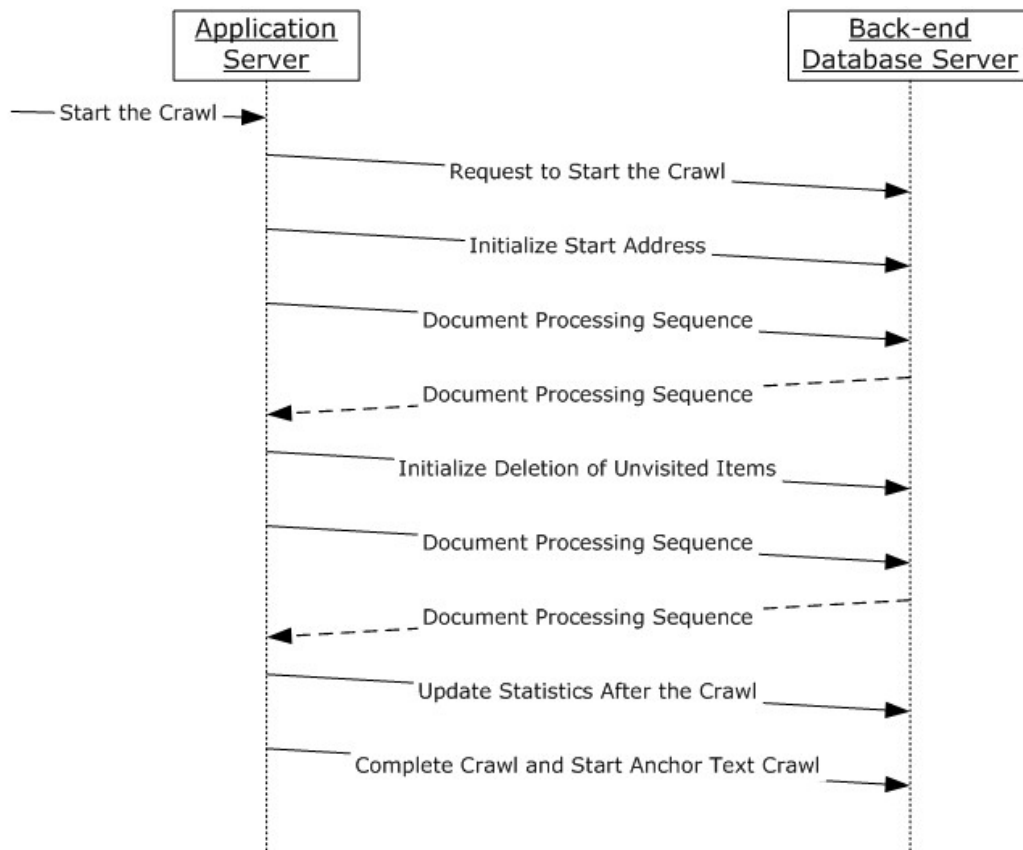 Application
Server
Back-end
Database Server
Start the Crawl
Request to Start the Crawl
Initialize Start Address
Document Processing Sequence
Document Processing Sequence
Initialize Deletion of Unvisited Items
Document Processing Sequence
Document Processing Sequence
Update Statistics After the Crawl
Complete Crawl and Start Anchor Text Crawl